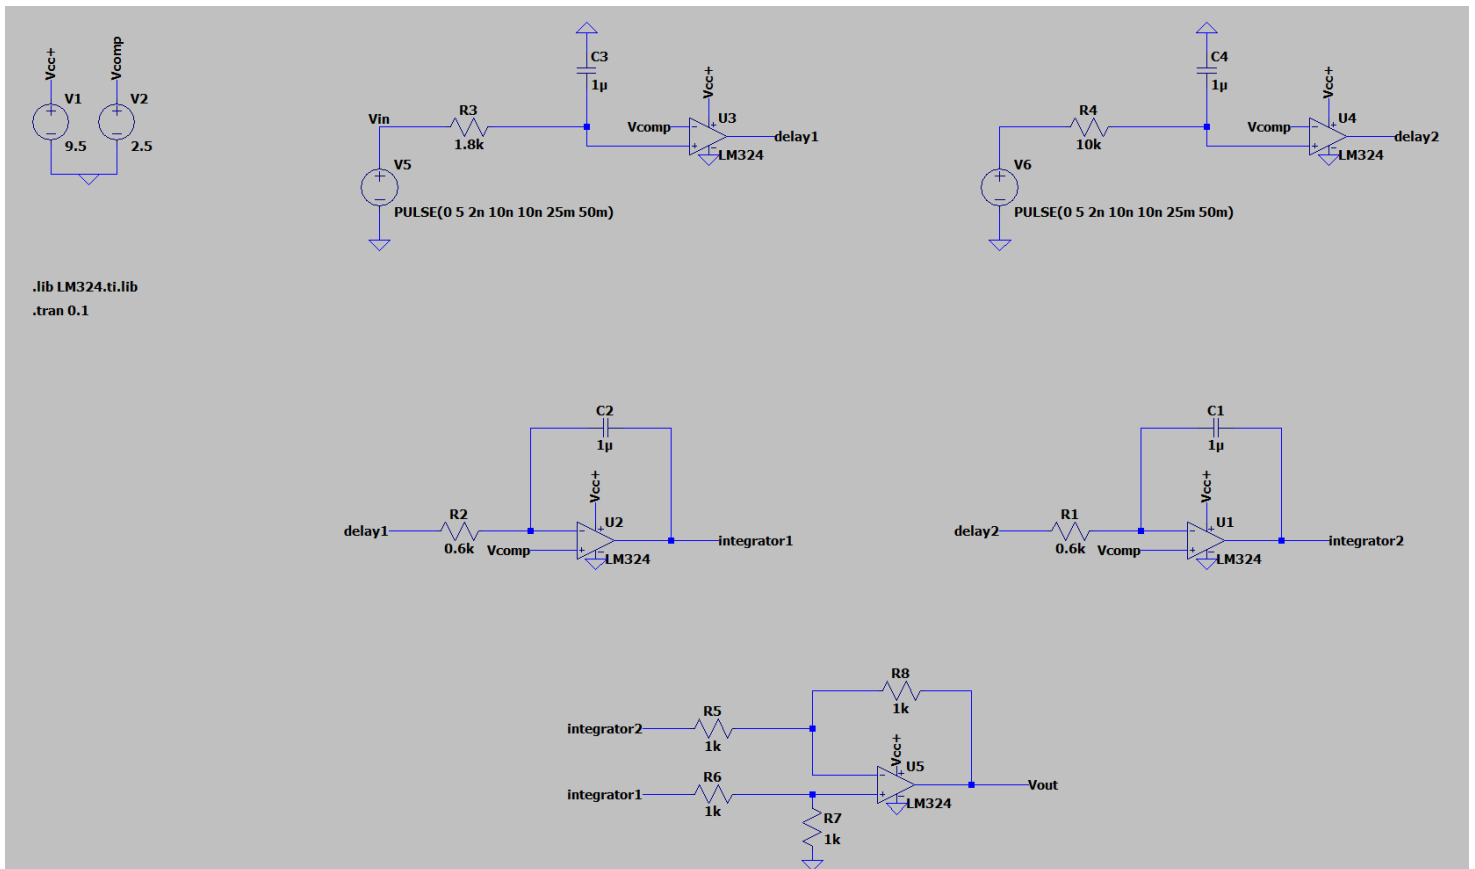 Vcc+
Vcomp
V1
9.5
V2
2.5
Vin
R3
1.8k
C3
1µ
Vcomp
Vcc+
U3
LM324
delay1
V5
PULSE(0 5 2n 10n 10n 25m 50m)
R4
10k
C4
1µ
Vcomp
Vcc+
U4
LM324
delay2
V6
PULSE(0 5 2n 10n 10n 25m 50m)
.lib LM324.ti.lib
.tran 0.1
delay1
R2
0.6k
C2
1µ
Vcomp
Vcc+
U2
LM324
integrator1
delay2
R1
0.6k
C1
1µ
Vcomp
Vcc+
U1
LM324
integrator2
R8
1k
integrator2
R5
1k
integrator1
R6
1k
Vcc+
U5
LM324
Vout
R7
1k